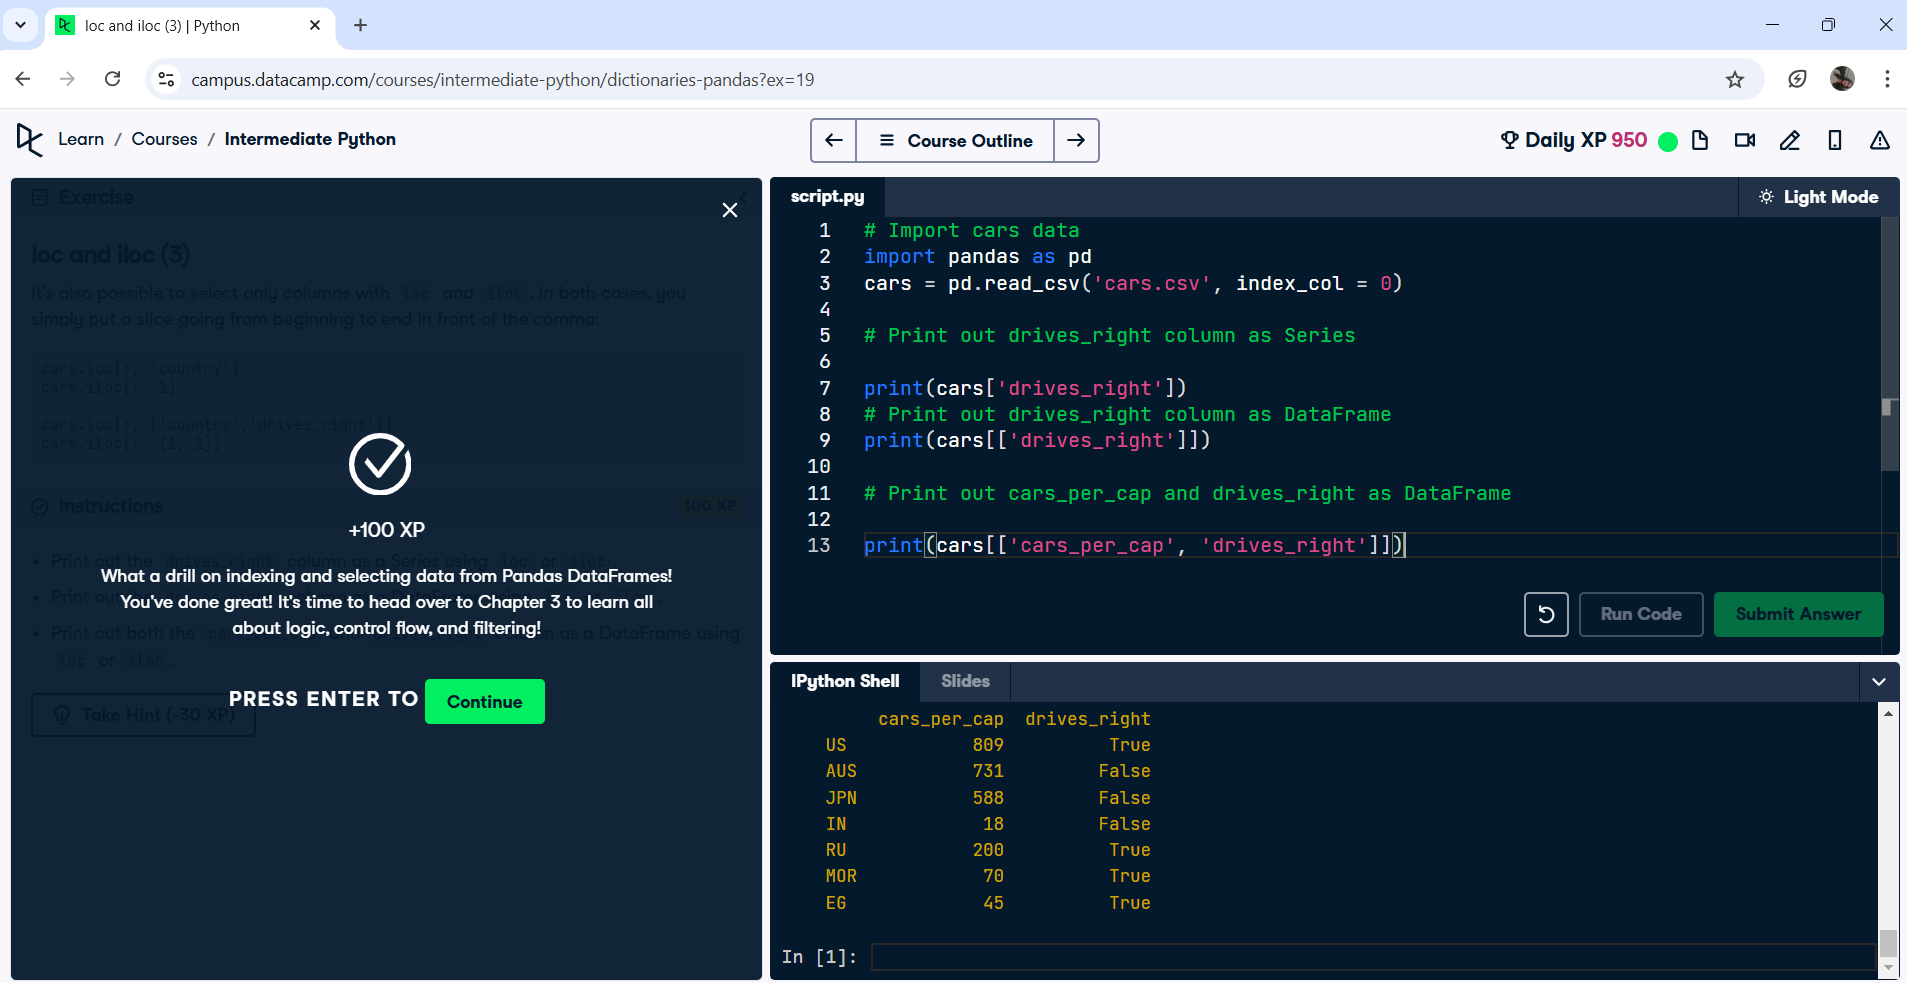 loc and iloc (3) | Python
campus.datacamp.com/courses/intermediate-python/dictionaries-pandas?ex=19
Learn / Courses / Intermediate Python
Course Outline
Daily XP 950
Exercise
loc and iloc (3)
It's also possible to select only columns with loc and iloc. In both cases, you
simply put a slice going from beginning to end in front of the comma:
cars.loc[:, 'country']
cars.iloc[:, 1]
cars.loc[:, ['country','drives_right']]
cars.iloc[:, [1, 2]]
Instructions
100 XP
Print out the drives_right column as a Series using loc or iloc.
Print out
Print out both the
column as a DataFrame using
loc or iloc.
Take Hint (-30 XP)
+100 XP
What a drill on indexing and selecting data from Pandas DataFrames!
You've done great! It's time to head over to Chapter 3 to learn all
about logic, control flow, and filtering!
PRESS ENTER TO Continue
script.py
Light Mode
1 # Import cars data
2 import pandas as pd
3 cars = pd.read_csv('cars.csv', index_col = 0)
4
5 # Print out drives_right column as Series
6
7 print(cars['drives_right'])
8 # Print out drives_right column as DataFrame
9 print(cars[['drives_right']])
10
11 # Print out cars_per_cap and drives_right as DataFrame
12
13 print(cars[['cars_per_cap', 'drives_right']])
Run Code
Submit Answer
IPython Shell
Slides
cars_per_cap drives_right
US 809 True
AUS 731 False
JPN 588 False
IN 18 False
RU 200 True
MOR 70 True
EG 45 True
In [1]: